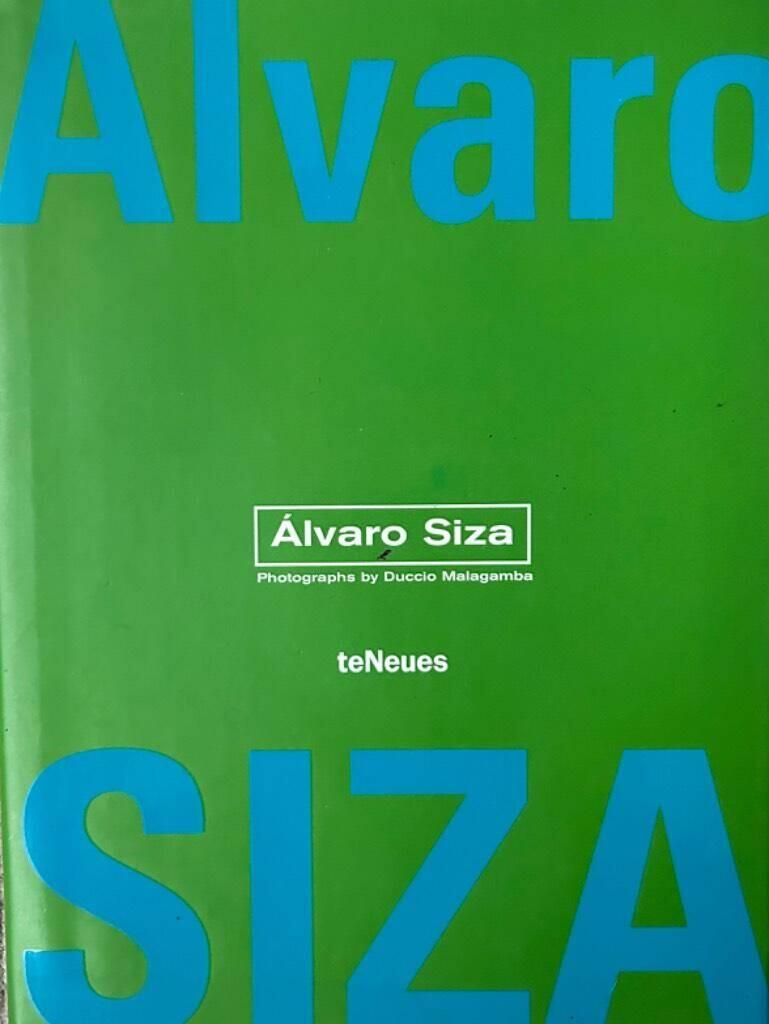 Alvaro
Álvaro Siza
Photographs by Duccio Malagamba
teNeues
SIZA